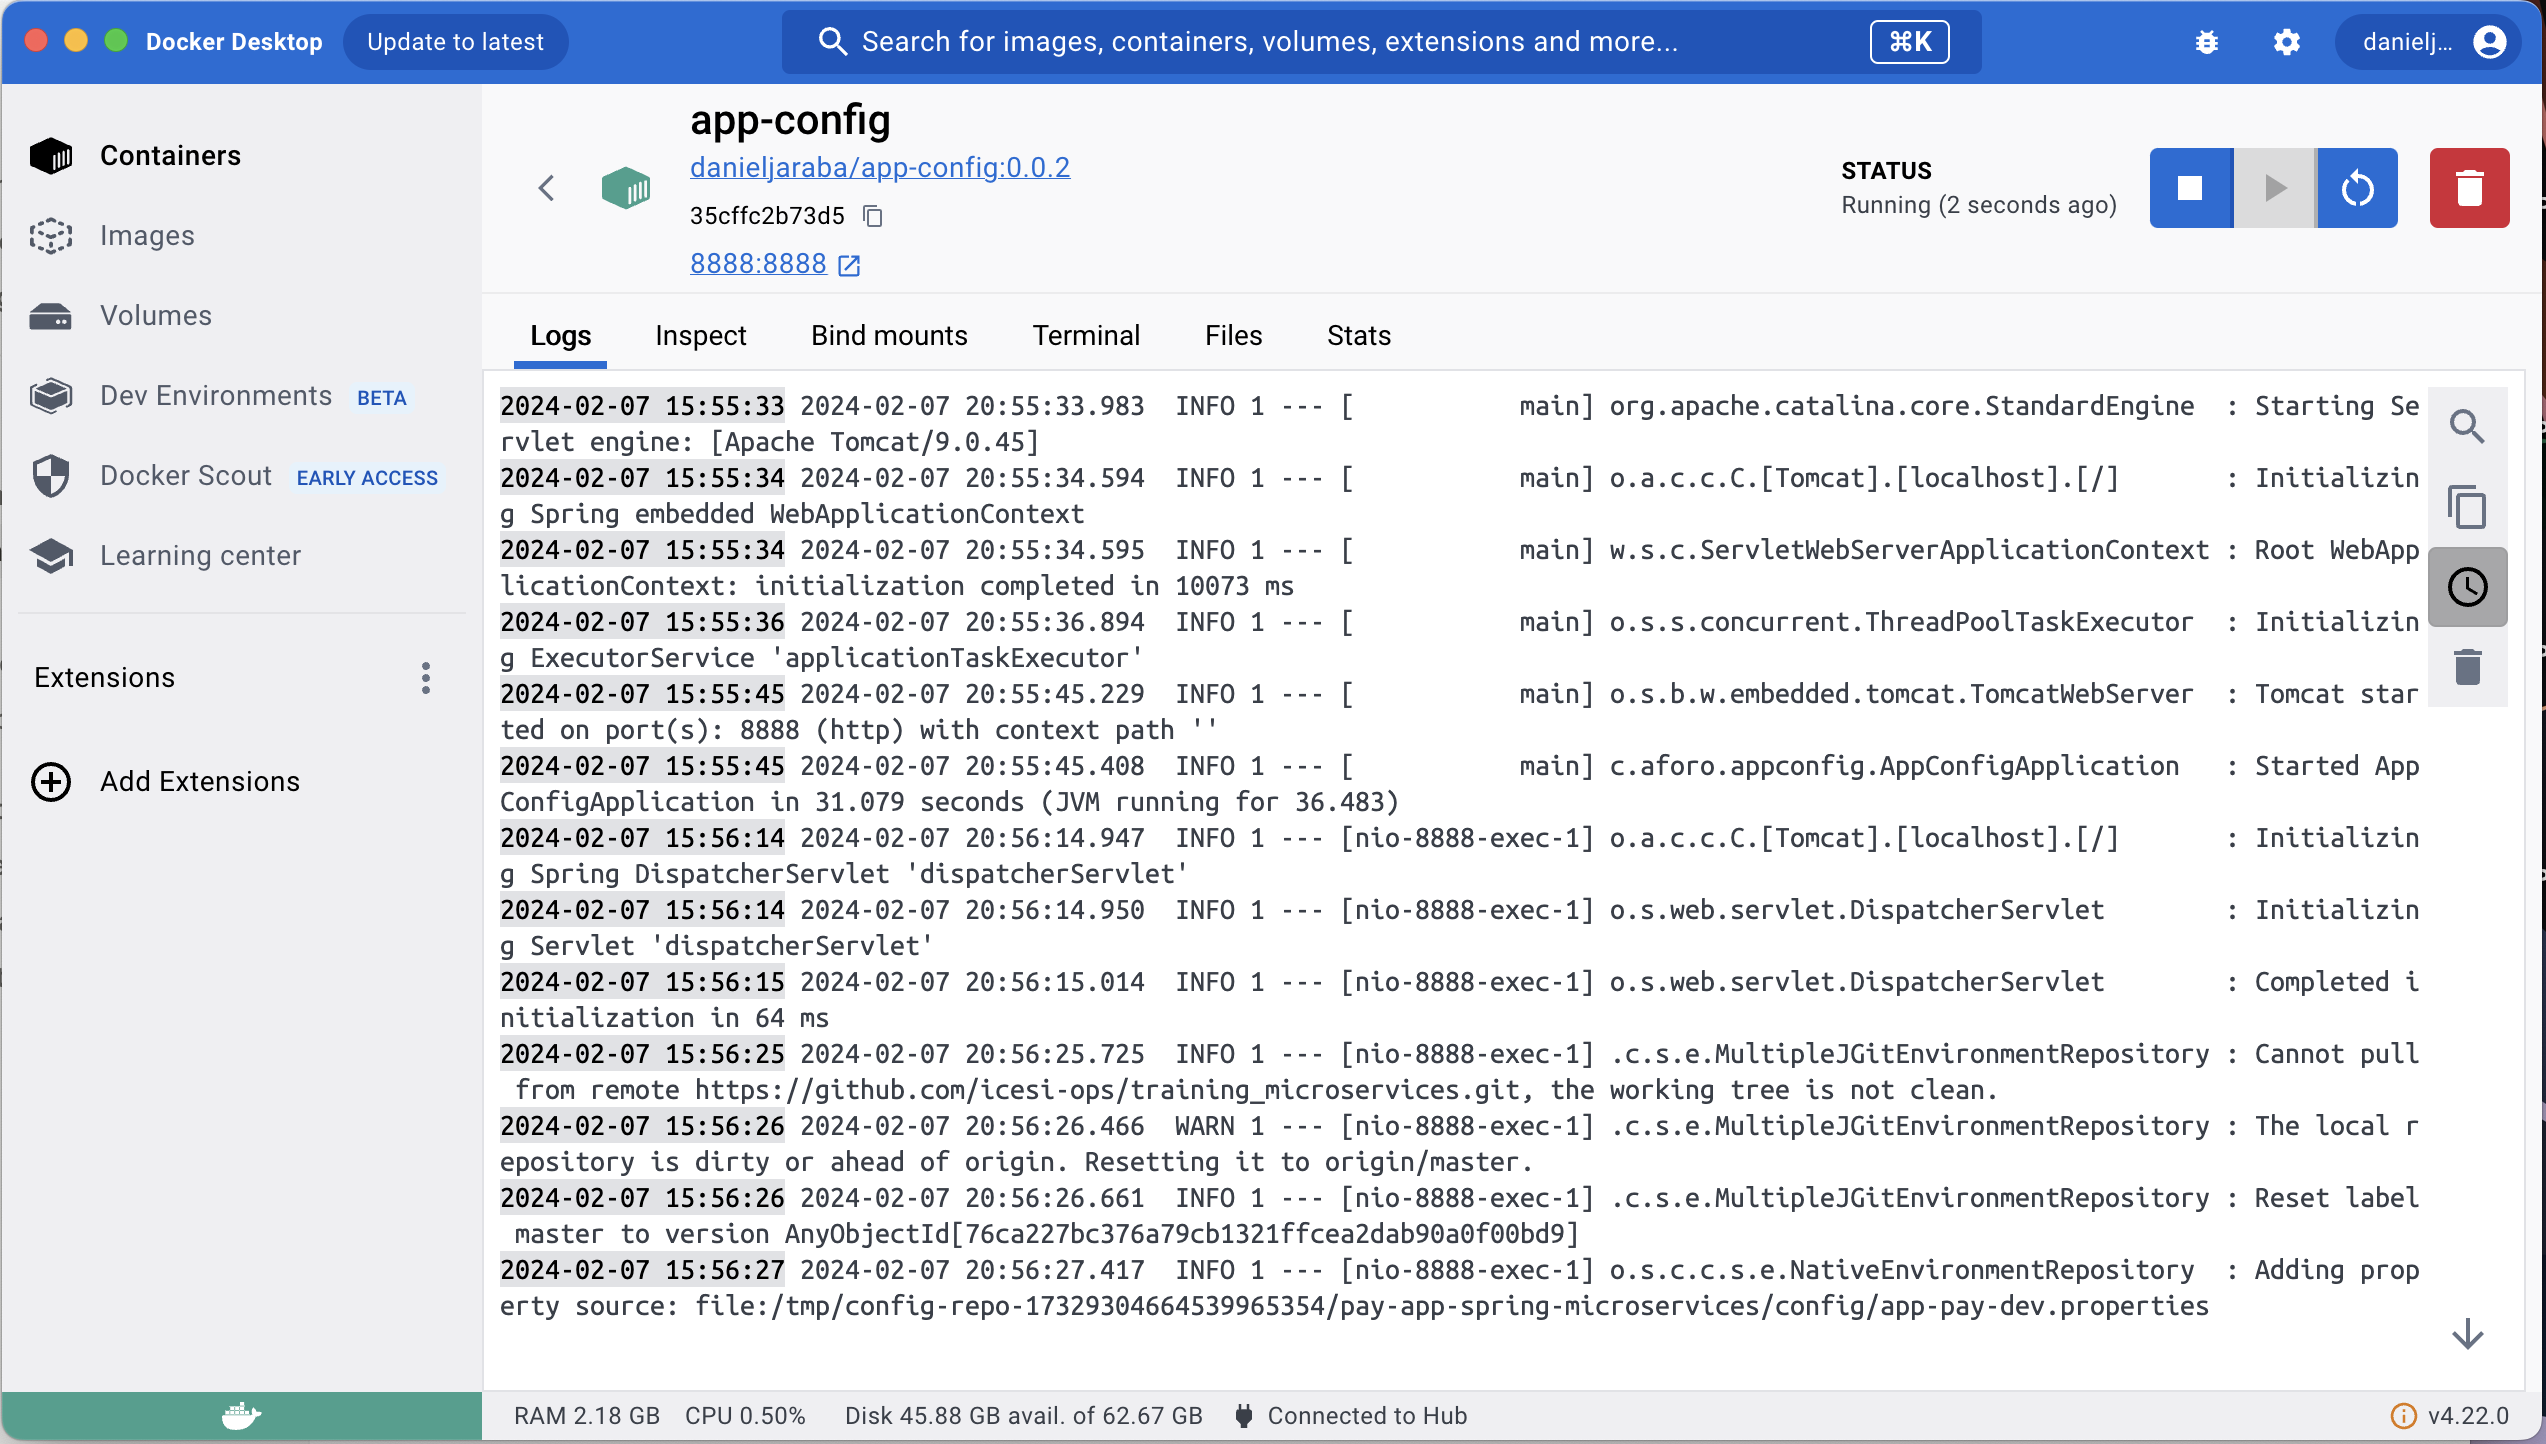 Docker Desktop Update to latest Search for images, containers, volumes, extensions and more... ⌘K danielj...
Containers
Images
Volumes
Dev Environments BETA
Docker Scout EARLY ACCESS
Learning center
Extensions
Add Extensions
app-config
danieljaraba/app-config:0.0.2
35cffc2b73d5
8888:8888
STATUS
Running (2 seconds ago)
Logs Inspect Bind mounts Terminal Files Stats
2024-02-07 15:55:33 2024-02-07 20:55:33.983  INFO 1 --- [           main] org.apache.catalina.core.StandardEngine  : Starting Se
rvlet engine: [Apache Tomcat/9.0.45]
2024-02-07 15:55:34 2024-02-07 20:55:34.594  INFO 1 --- [           main] o.a.c.c.C.[Tomcat].[localhost].[/]       : Initializin
g Spring embedded WebApplicationContext
2024-02-07 15:55:34 2024-02-07 20:55:34.595  INFO 1 --- [           main] w.s.c.ServletWebServerApplicationContext : Root WebApp
licationContext: initialization completed in 10073 ms
2024-02-07 15:55:36 2024-02-07 20:55:36.894  INFO 1 --- [           main] o.s.s.concurrent.ThreadPoolTaskExecutor  : Initializin
g ExecutorService 'applicationTaskExecutor'
2024-02-07 15:55:45 2024-02-07 20:55:45.229  INFO 1 --- [           main] o.s.b.w.embedded.tomcat.TomcatWebServer  : Tomcat star
ted on port(s): 8888 (http) with context path ''
2024-02-07 15:55:45 2024-02-07 20:55:45.408  INFO 1 --- [           main] c.aforo.appconfig.AppConfigApplication   : Started App
ConfigApplication in 31.079 seconds (JVM running for 36.483)
2024-02-07 15:56:14 2024-02-07 20:56:14.947  INFO 1 --- [nio-8888-exec-1] o.a.c.c.C.[Tomcat].[localhost].[/]       : Initializin
g Spring DispatcherServlet 'dispatcherServlet'
2024-02-07 15:56:14 2024-02-07 20:56:14.950  INFO 1 --- [nio-8888-exec-1] o.s.web.servlet.DispatcherServlet        : Initializin
g Servlet 'dispatcherServlet'
2024-02-07 15:56:15 2024-02-07 20:56:15.014  INFO 1 --- [nio-8888-exec-1] o.s.web.servlet.DispatcherServlet        : Completed i
nitialization in 64 ms
2024-02-07 15:56:25 2024-02-07 20:56:25.725  INFO 1 --- [nio-8888-exec-1] .c.s.e.MultipleJGitEnvironmentRepository : Cannot pull
 from remote https://github.com/icesi-ops/training_microservices.git, the working tree is not clean.
2024-02-07 15:56:26 2024-02-07 20:56:26.466  WARN 1 --- [nio-8888-exec-1] .c.s.e.MultipleJGitEnvironmentRepository : The local r
epository is dirty or ahead of origin. Resetting it to origin/master.
2024-02-07 15:56:26 2024-02-07 20:56:26.661  INFO 1 --- [nio-8888-exec-1] .c.s.e.MultipleJGitEnvironmentRepository : Reset label
 master to version AnyObjectId[76ca227bc376a79cb1321ffcea2dab90a0f00bd9]
2024-02-07 15:56:27 2024-02-07 20:56:27.417  INFO 1 --- [nio-8888-exec-1] o.s.c.c.s.e.NativeEnvironmentRepository  : Adding prop
erty source: file:/tmp/config-repo-17329304664539965354/pay-app-spring-microservices/config/app-pay-dev.properties
RAM 2.18 GB CPU 0.50% Disk 45.88 GB avail. of 62.67 GB Connected to Hub v4.22.0